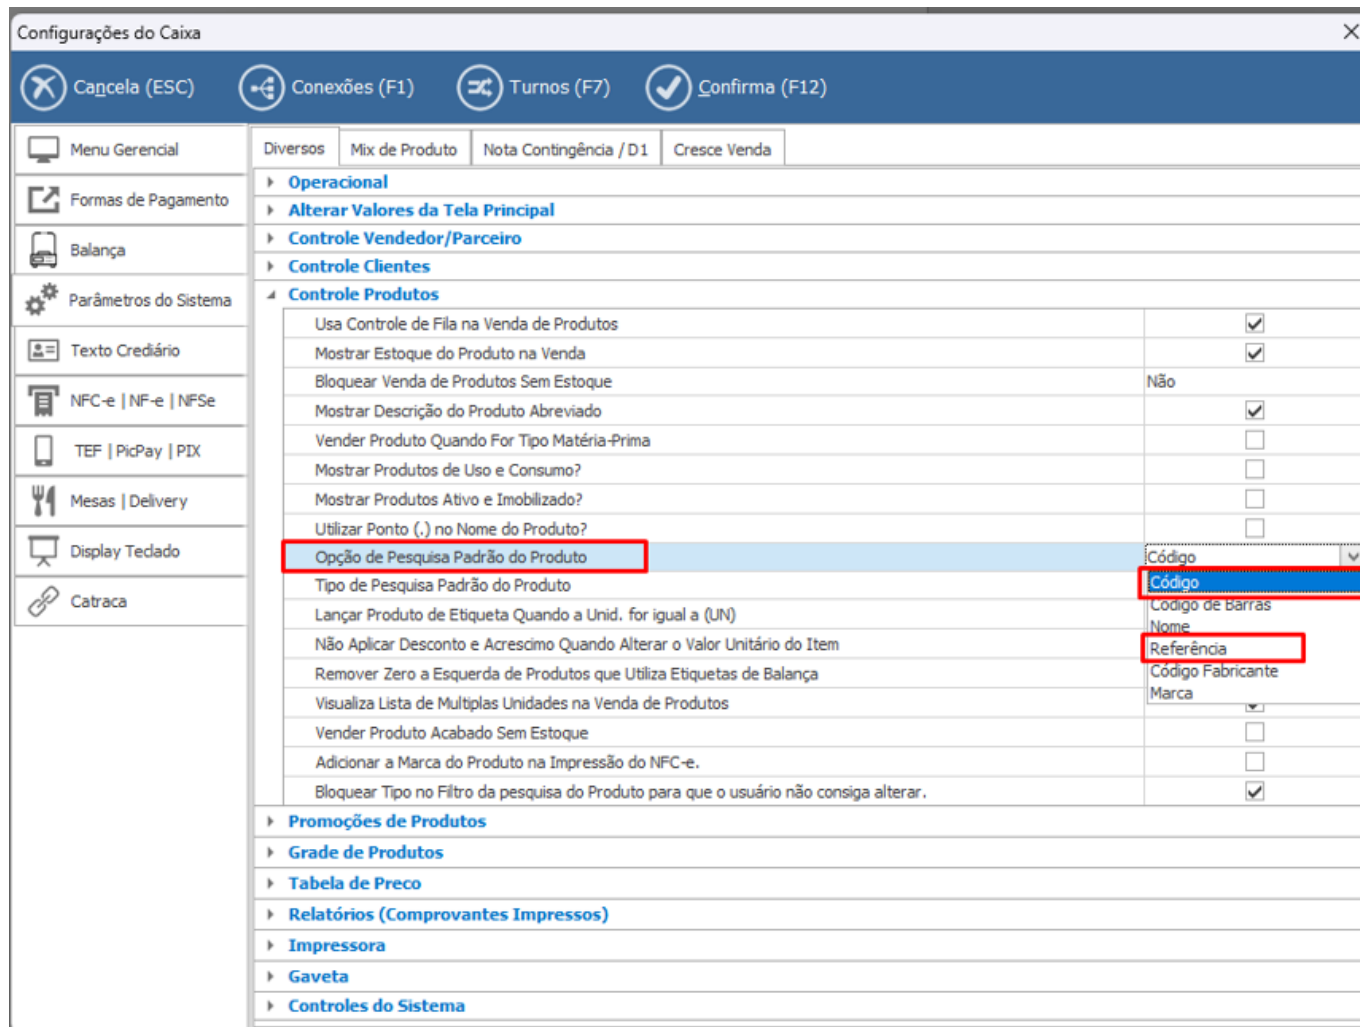 Configurações do Caixa
Cancela (ESC) Conexões (F1) Turnos (F7) Confirma (F12)
Menu Gerencial
Formas de Pagamento
Balança
Parâmetros do Sistema
Texto Crediário
NFC-e | NF-e | NFSe
TEF | PicPay | PIX
Mesas | Delivery
Display Teclado
Catraca
Diversos Mix de Produto Nota Contingência / D1 Cresce Venda
Operacional
Alterar Valores da Tela Principal
Controle Vendedor/Parceiro
Controle Clientes
Controle Produtos
Usa Controle de Fila na Venda de Produtos
Mostrar Estoque do Produto na Venda
Bloquear Venda de Produtos Sem Estoque Não
Mostrar Descrição do Produto Abreviado
Vender Produto Quando For Tipo Matéria-Prima
Mostrar Produtos de Uso e Consumo?
Mostrar Produtos Ativo e Imobilizado?
Utilizar Ponto (.) no Nome do Produto?
Opção de Pesquisa Padrão do Produto Código
Tipo de Pesquisa Padrão do Produto
Lançar Produto de Etiqueta Quando a Unid. for igual a (UN)
Não Aplicar Desconto e Acrescimo Quando Alterar o Valor Unitário do Item
Remover Zero a Esquerda de Produtos que Utiliza Etiquetas de Balança
Visualiza Lista de Multiplas Unidades na Venda de Produtos
Vender Produto Acabado Sem Estoque
Adicionar a Marca do Produto na Impressão do NFC-e.
Bloquear Tipo no Filtro da pesquisa do Produto para que o usuário não consiga alterar.
Código
Código de Barras
Nome
Referência
Código Fabricante
Marca
Promoções de Produtos
Grade de Produtos
Tabela de Preco
Relatórios (Comprovantes Impressos)
Impressora
Gaveta
Controles do Sistema